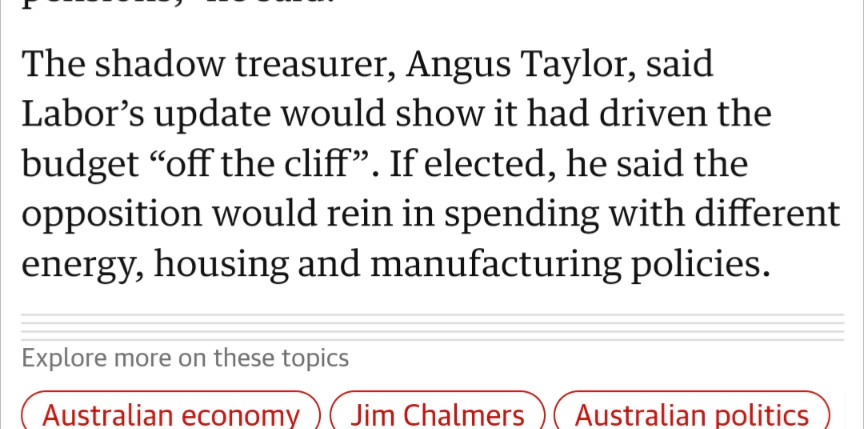 The shadow treasurer, Angus Taylor, said
Labor’s update would show it had driven the
budget “off the cliff”. If elected, he said the
opposition would rein in spending with different
energy, housing and manufacturing policies.
Explore more on these topics
Australian economy
Jim Chalmers
Australian politics